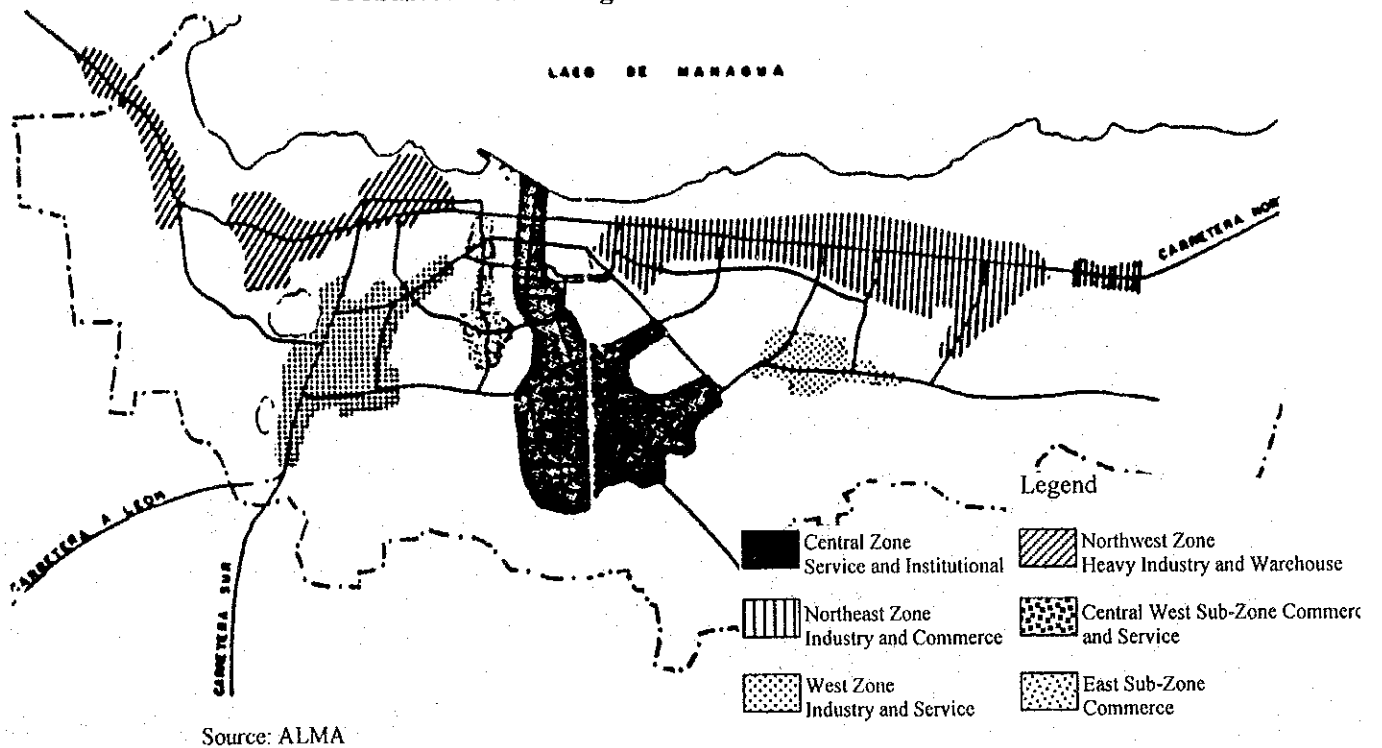 LAGO DE MANAGUA
CARRETERA NOR
CARRETERA A LEON
CARRETERA SUR
Legend
Central Zone
Service and Institutional
Northwest Zone
Heavy Industry and Warehouse
Northeast Zone
Industry and Commerce
Central West Sub-Zone Commerc
and Service
West Zone
Industry and Service
East Sub-Zone
Commerce
Source: ALMA